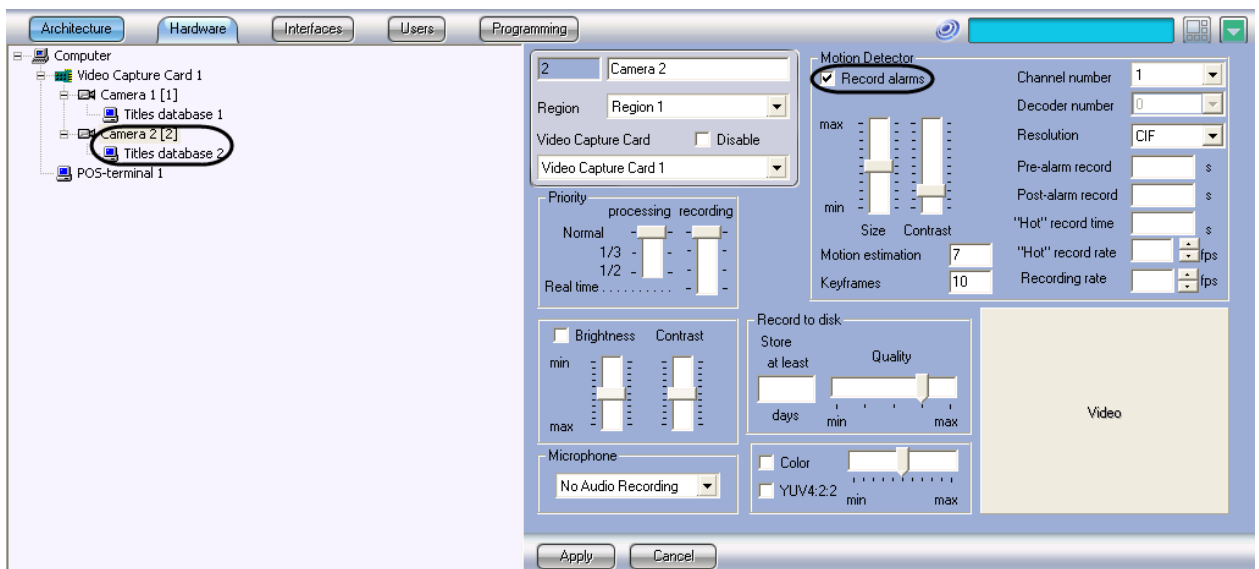 Architecture Hardware Interfaces Users Programming
Computer
Video Capture Card 1
Camera 1 [1]
Titles database 1
Camera 2 [2]
Titles database 2
POS-terminal 1
2 Camera 2
Region Region 1
Video Capture Card Disable
Video Capture Card 1
Priority
processing recording
Normal
1/3
1/2
Real time . . . . . . . . . .
Brightness Contrast
min
max
Microphone
No Audio Recording
Motion Detector
Record alarms
max
min
Size Contrast
Motion estimation 7
Keyframes 10
Channel number 1
Decoder number 0
Resolution CIF
Pre-alarm record s
Post-alarm record s
"Hot" record time s
"Hot" record rate fps
Recording rate fps
Record to disk
Store
at least
days
Quality
min max
Color
YUV4:2:2
min max
Video
Apply Cancel